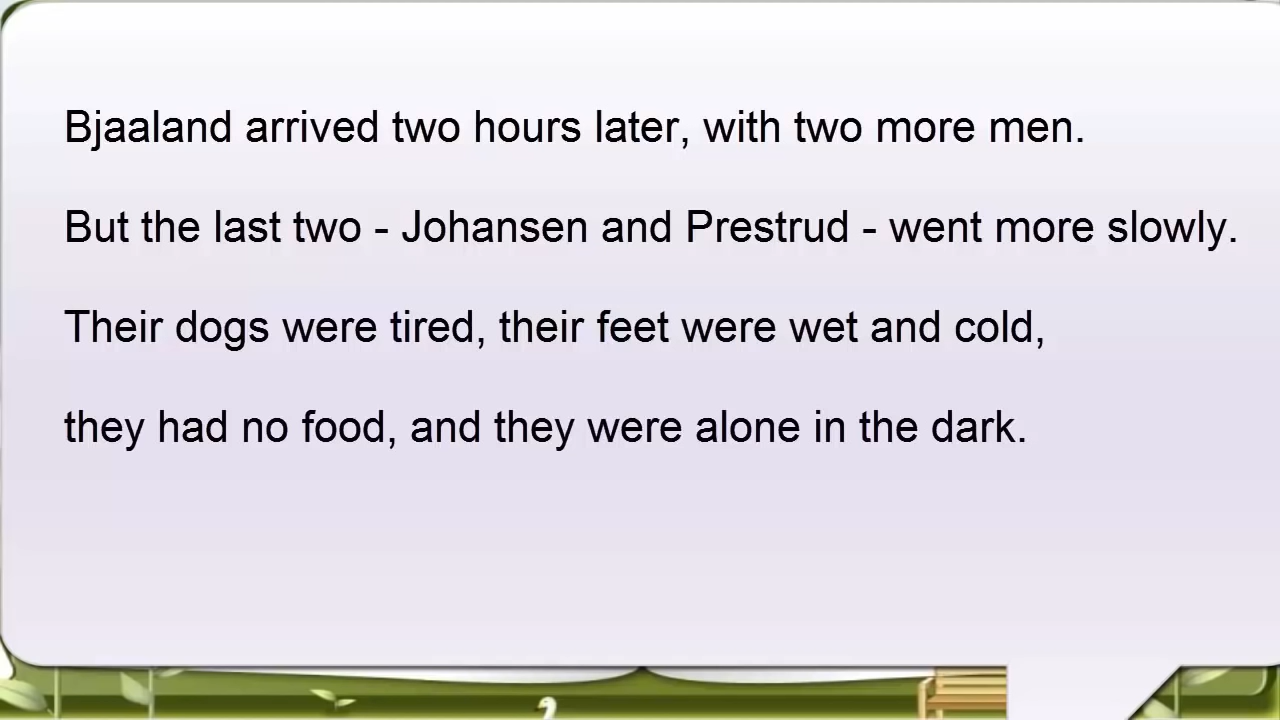 Bjaaland arrived two hours later, with two more men.
But the last two - Johansen and Prestrud - went more slowly.
Their dogs were tired, their feet were wet and cold,
they had no food, and they were alone in the dark.